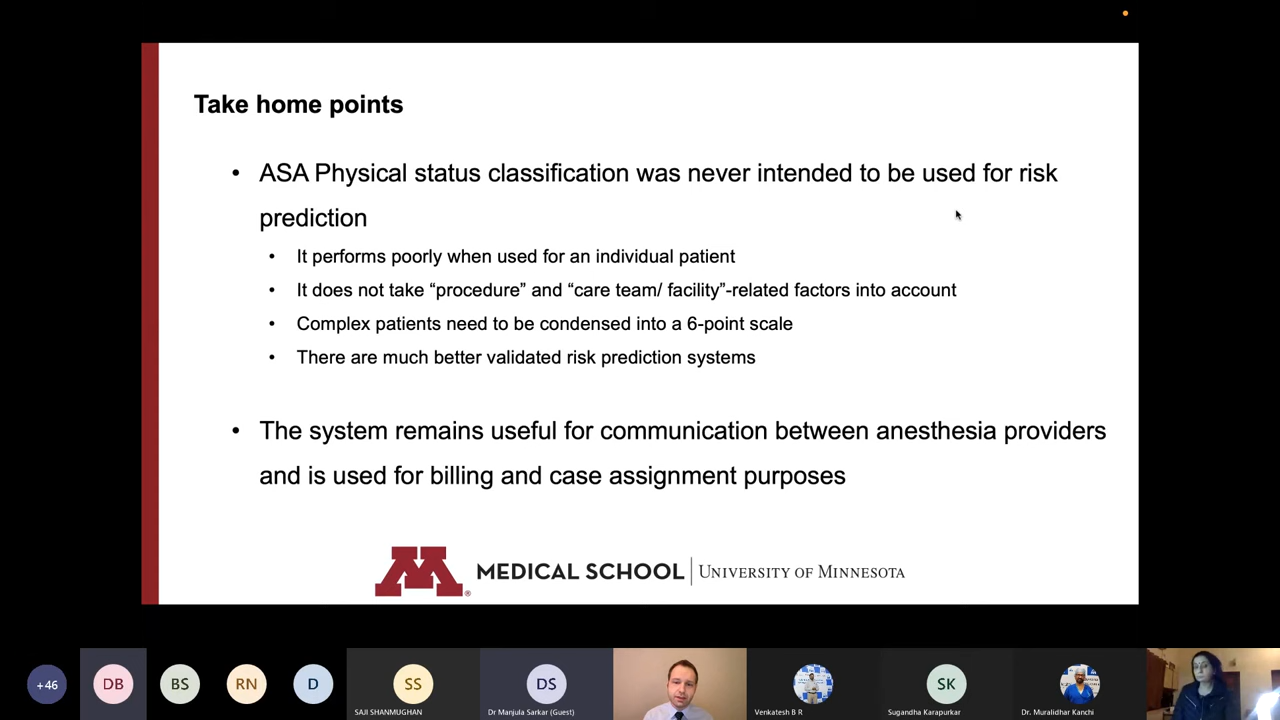 Take home points
• ASA Physical status classification was never intended to be used for risk
prediction
• It performs poorly when used for an individual patient
• It does not take “procedure” and “care team/ facility”-related factors into account
• Complex patients need to be condensed into a 6-point scale
• There are much better validated risk prediction systems
• The system remains useful for communication between anesthesia providers
and is used for billing and case assignment purposes
M® MEDICAL SCHOOL | UNIVERSITY OF MINNESOTA
+46 DB BS RN D SS DS SK
SAJI SHANMUGHAN Dr Manjula Sarkar (Guest) Venkatesh B R Sugandha Karapurkar Dr. Muralidhar Kanchi